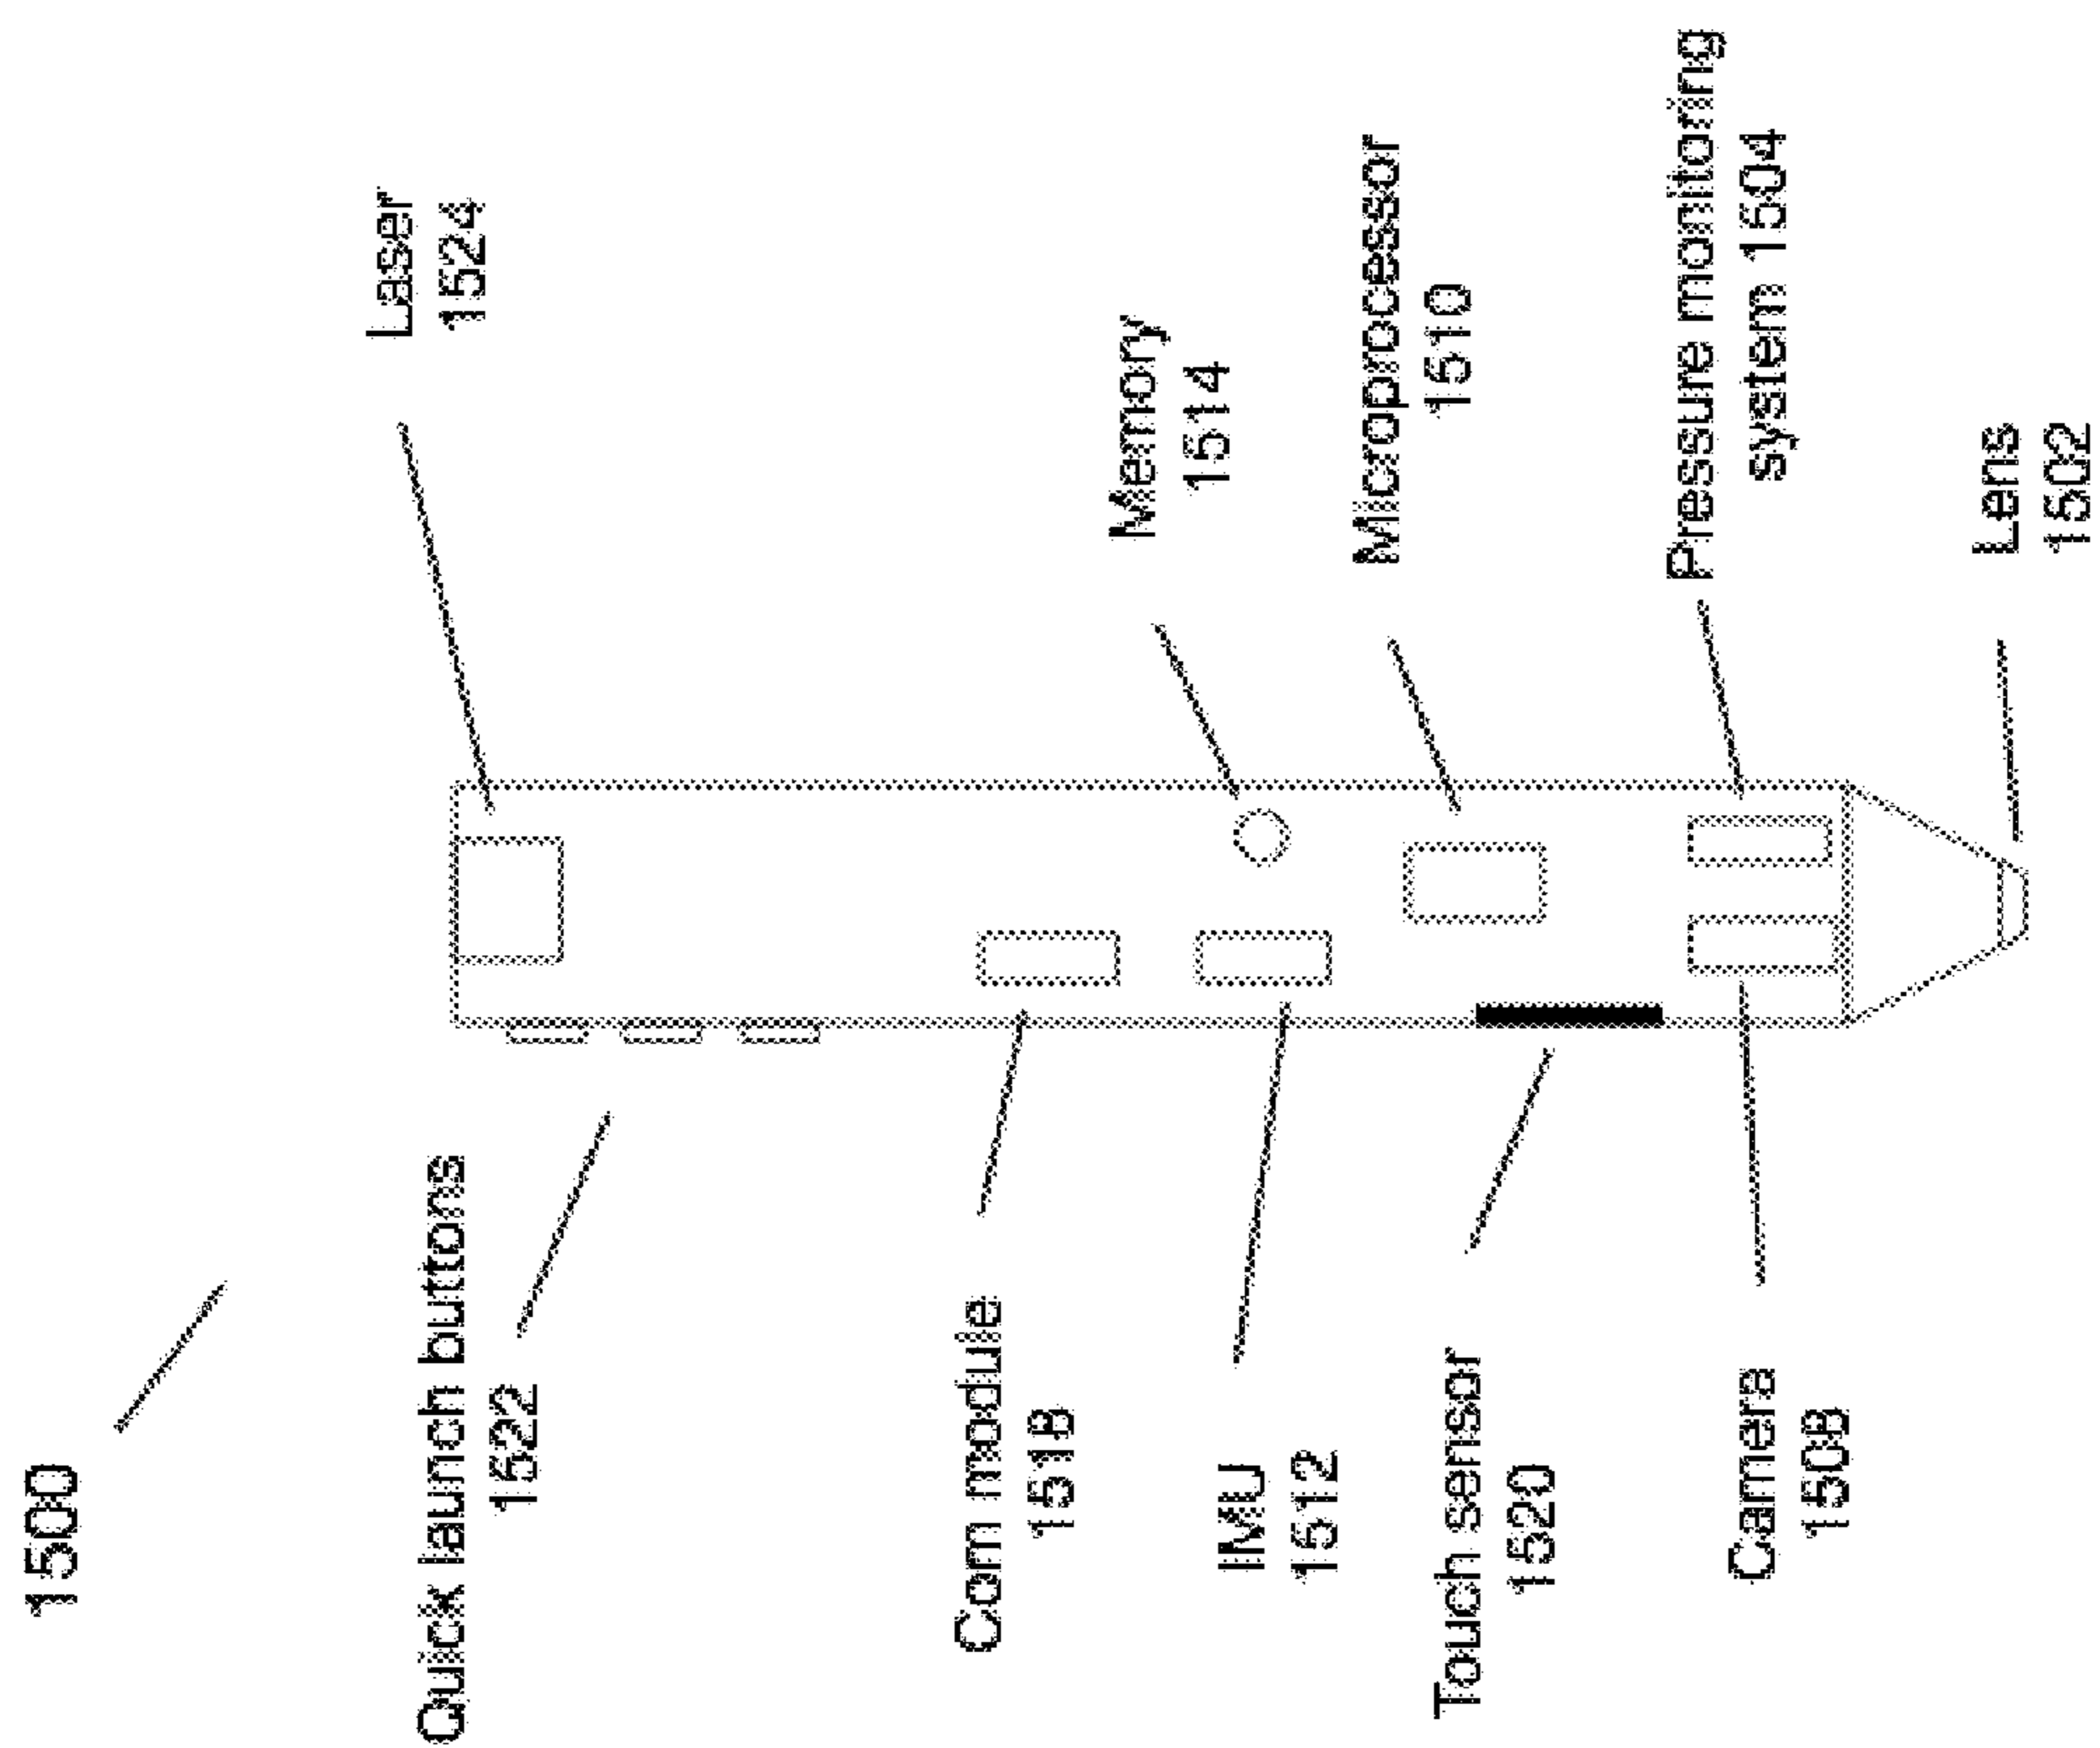 1500
Laser
1524
Quick launch buttons
1522
Com module
1518
Memory
1514
IMU
1512
Microprocessor
1510
Touch sensor
1520
Pressure monitoring
system 1504
Camera
1508
Lens
1502